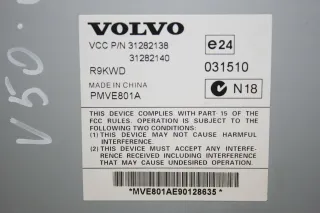 V50.
VOLVO
VCC P/N 31282138
31282140
R9KWD
MADE IN CHINA
PMVE801A
e24
031510
N18
THIS DEVICE COMPLIES WITH PART 15 OF THE
FCC RULES. OPERATION IS SUBJECT TO THE
FOLLOWING TWO CONDITIONS:
(1) THIS DEVICE MAY NOT CAUSE HARMFUL
INTERFERENCE
(2) THIS DEVICE MUST ACCEPT ANY INTERFE-
RENCE RECEIVED INCLUDING INTERFERENCE
THAT MAY CAUSE UNDESIRED OPERATION.
*MVE801AE90128635*